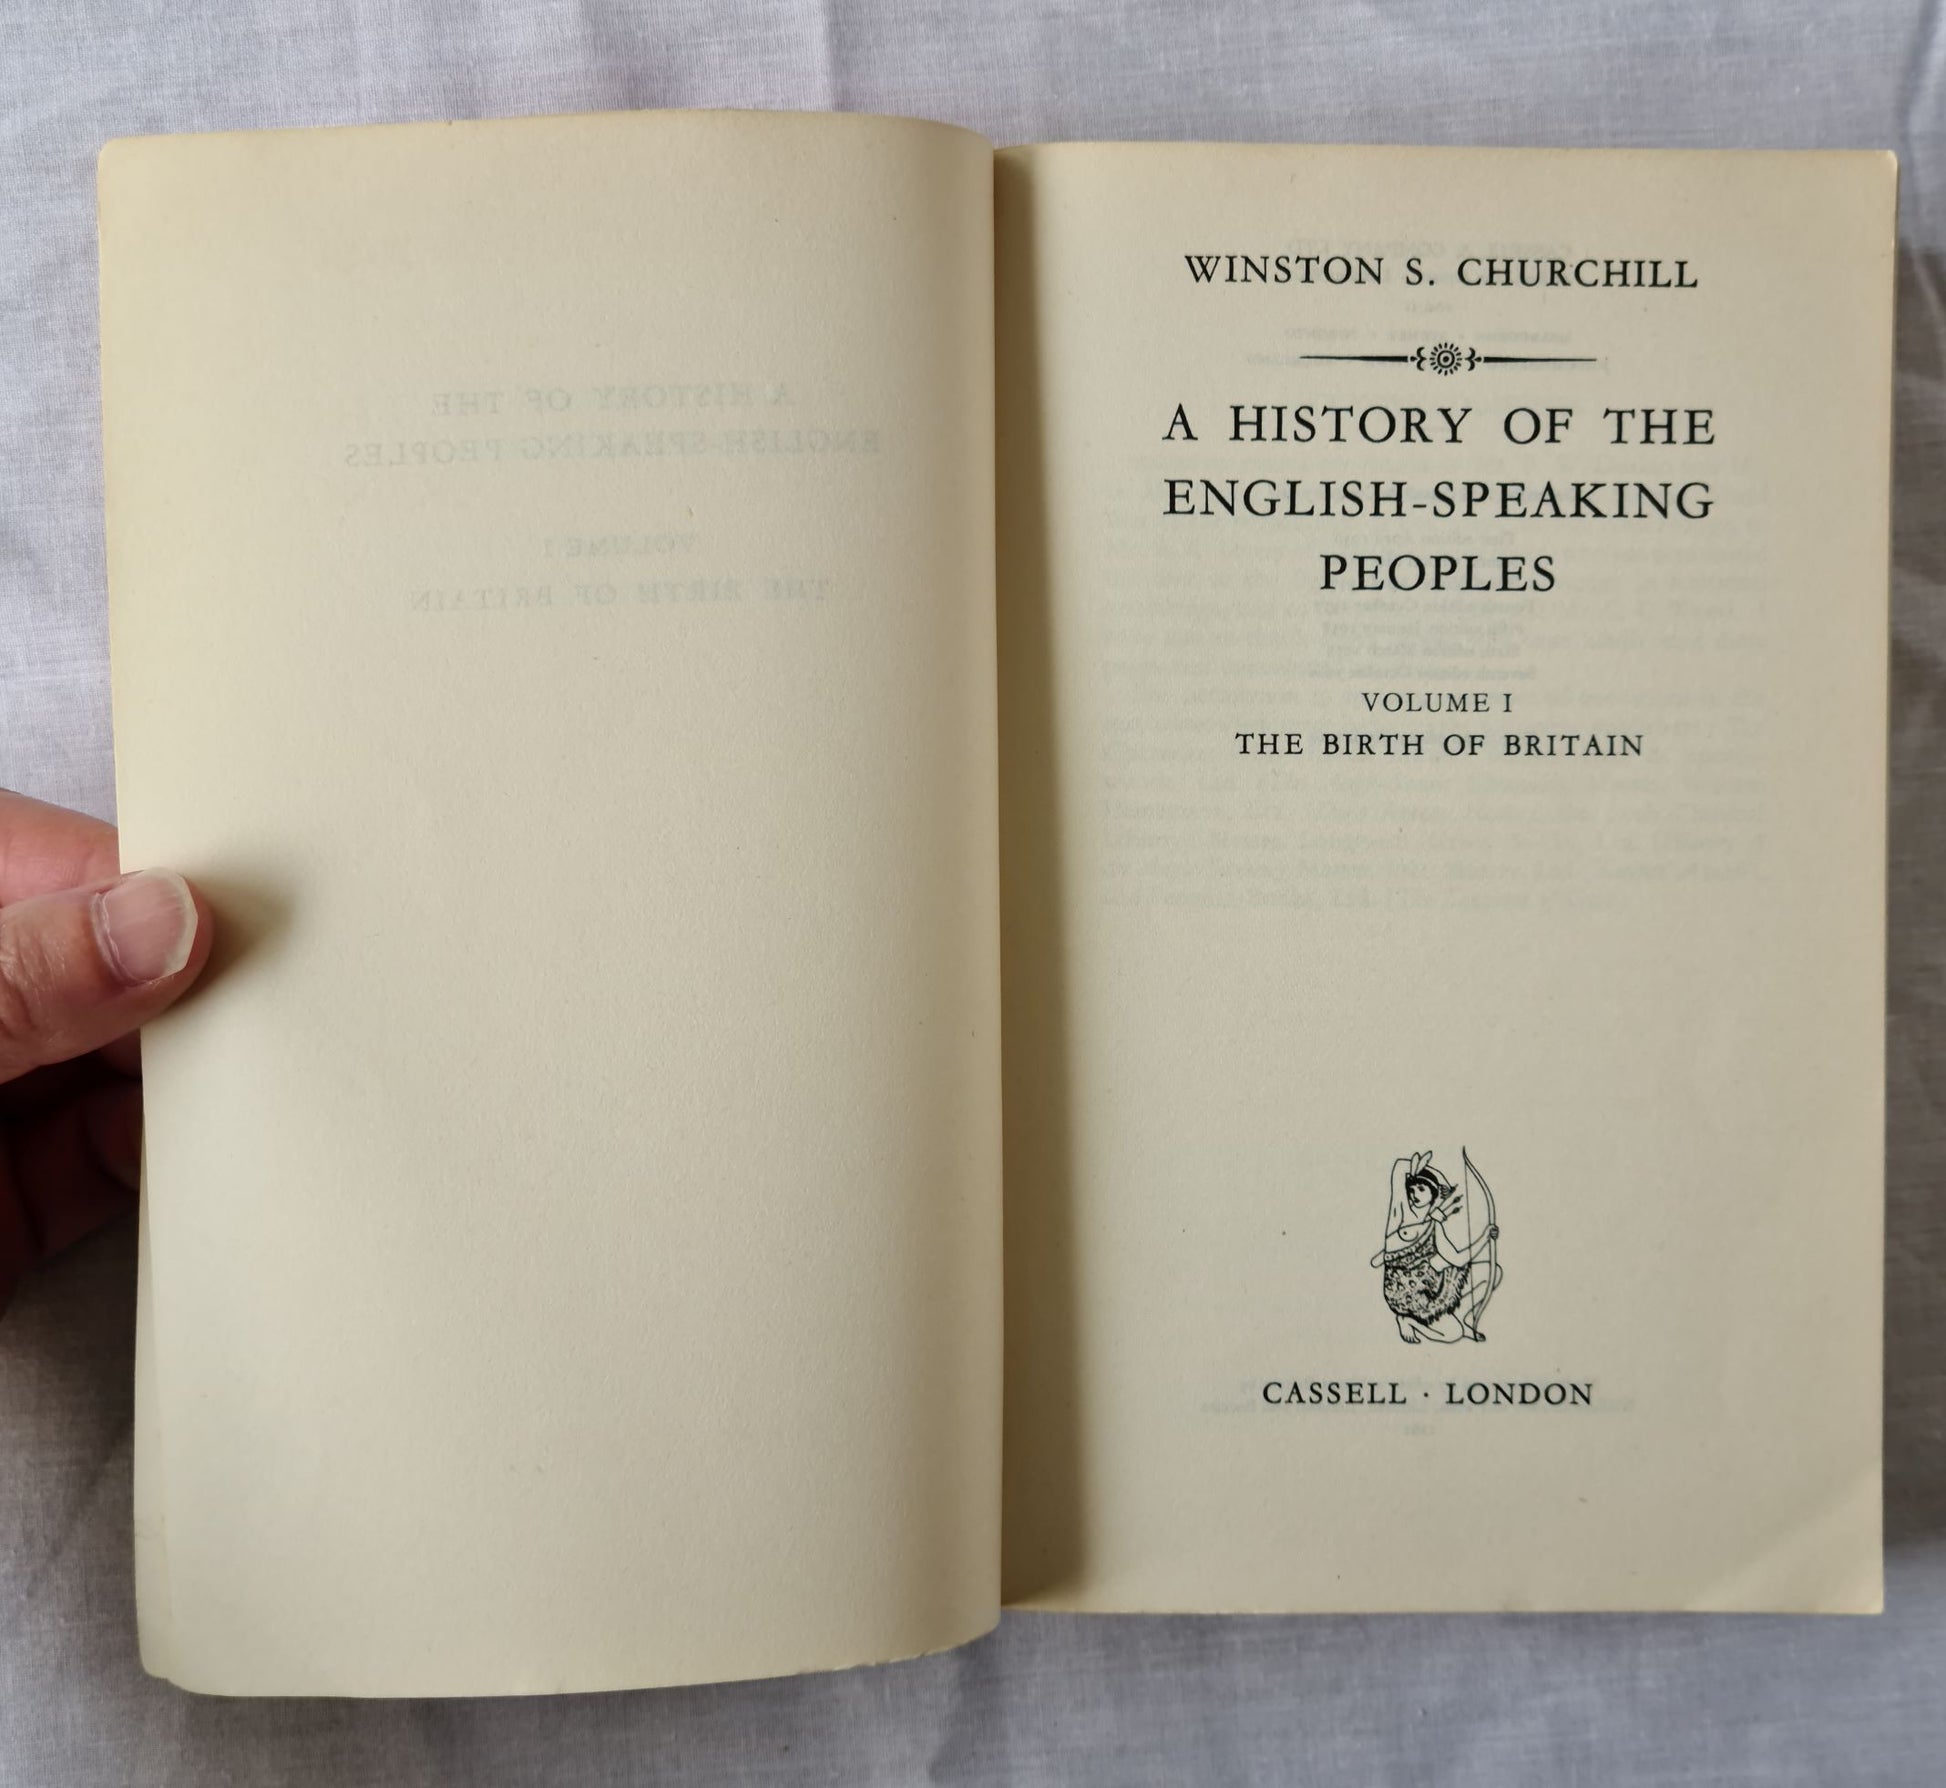 WINSTON S. CHURCHILL
A HISTORY OF THE
ENGLISH-SPEAKING
PEOPLES
VOLUME I
THE BIRTH OF BRITAIN
CASSELL · LONDON